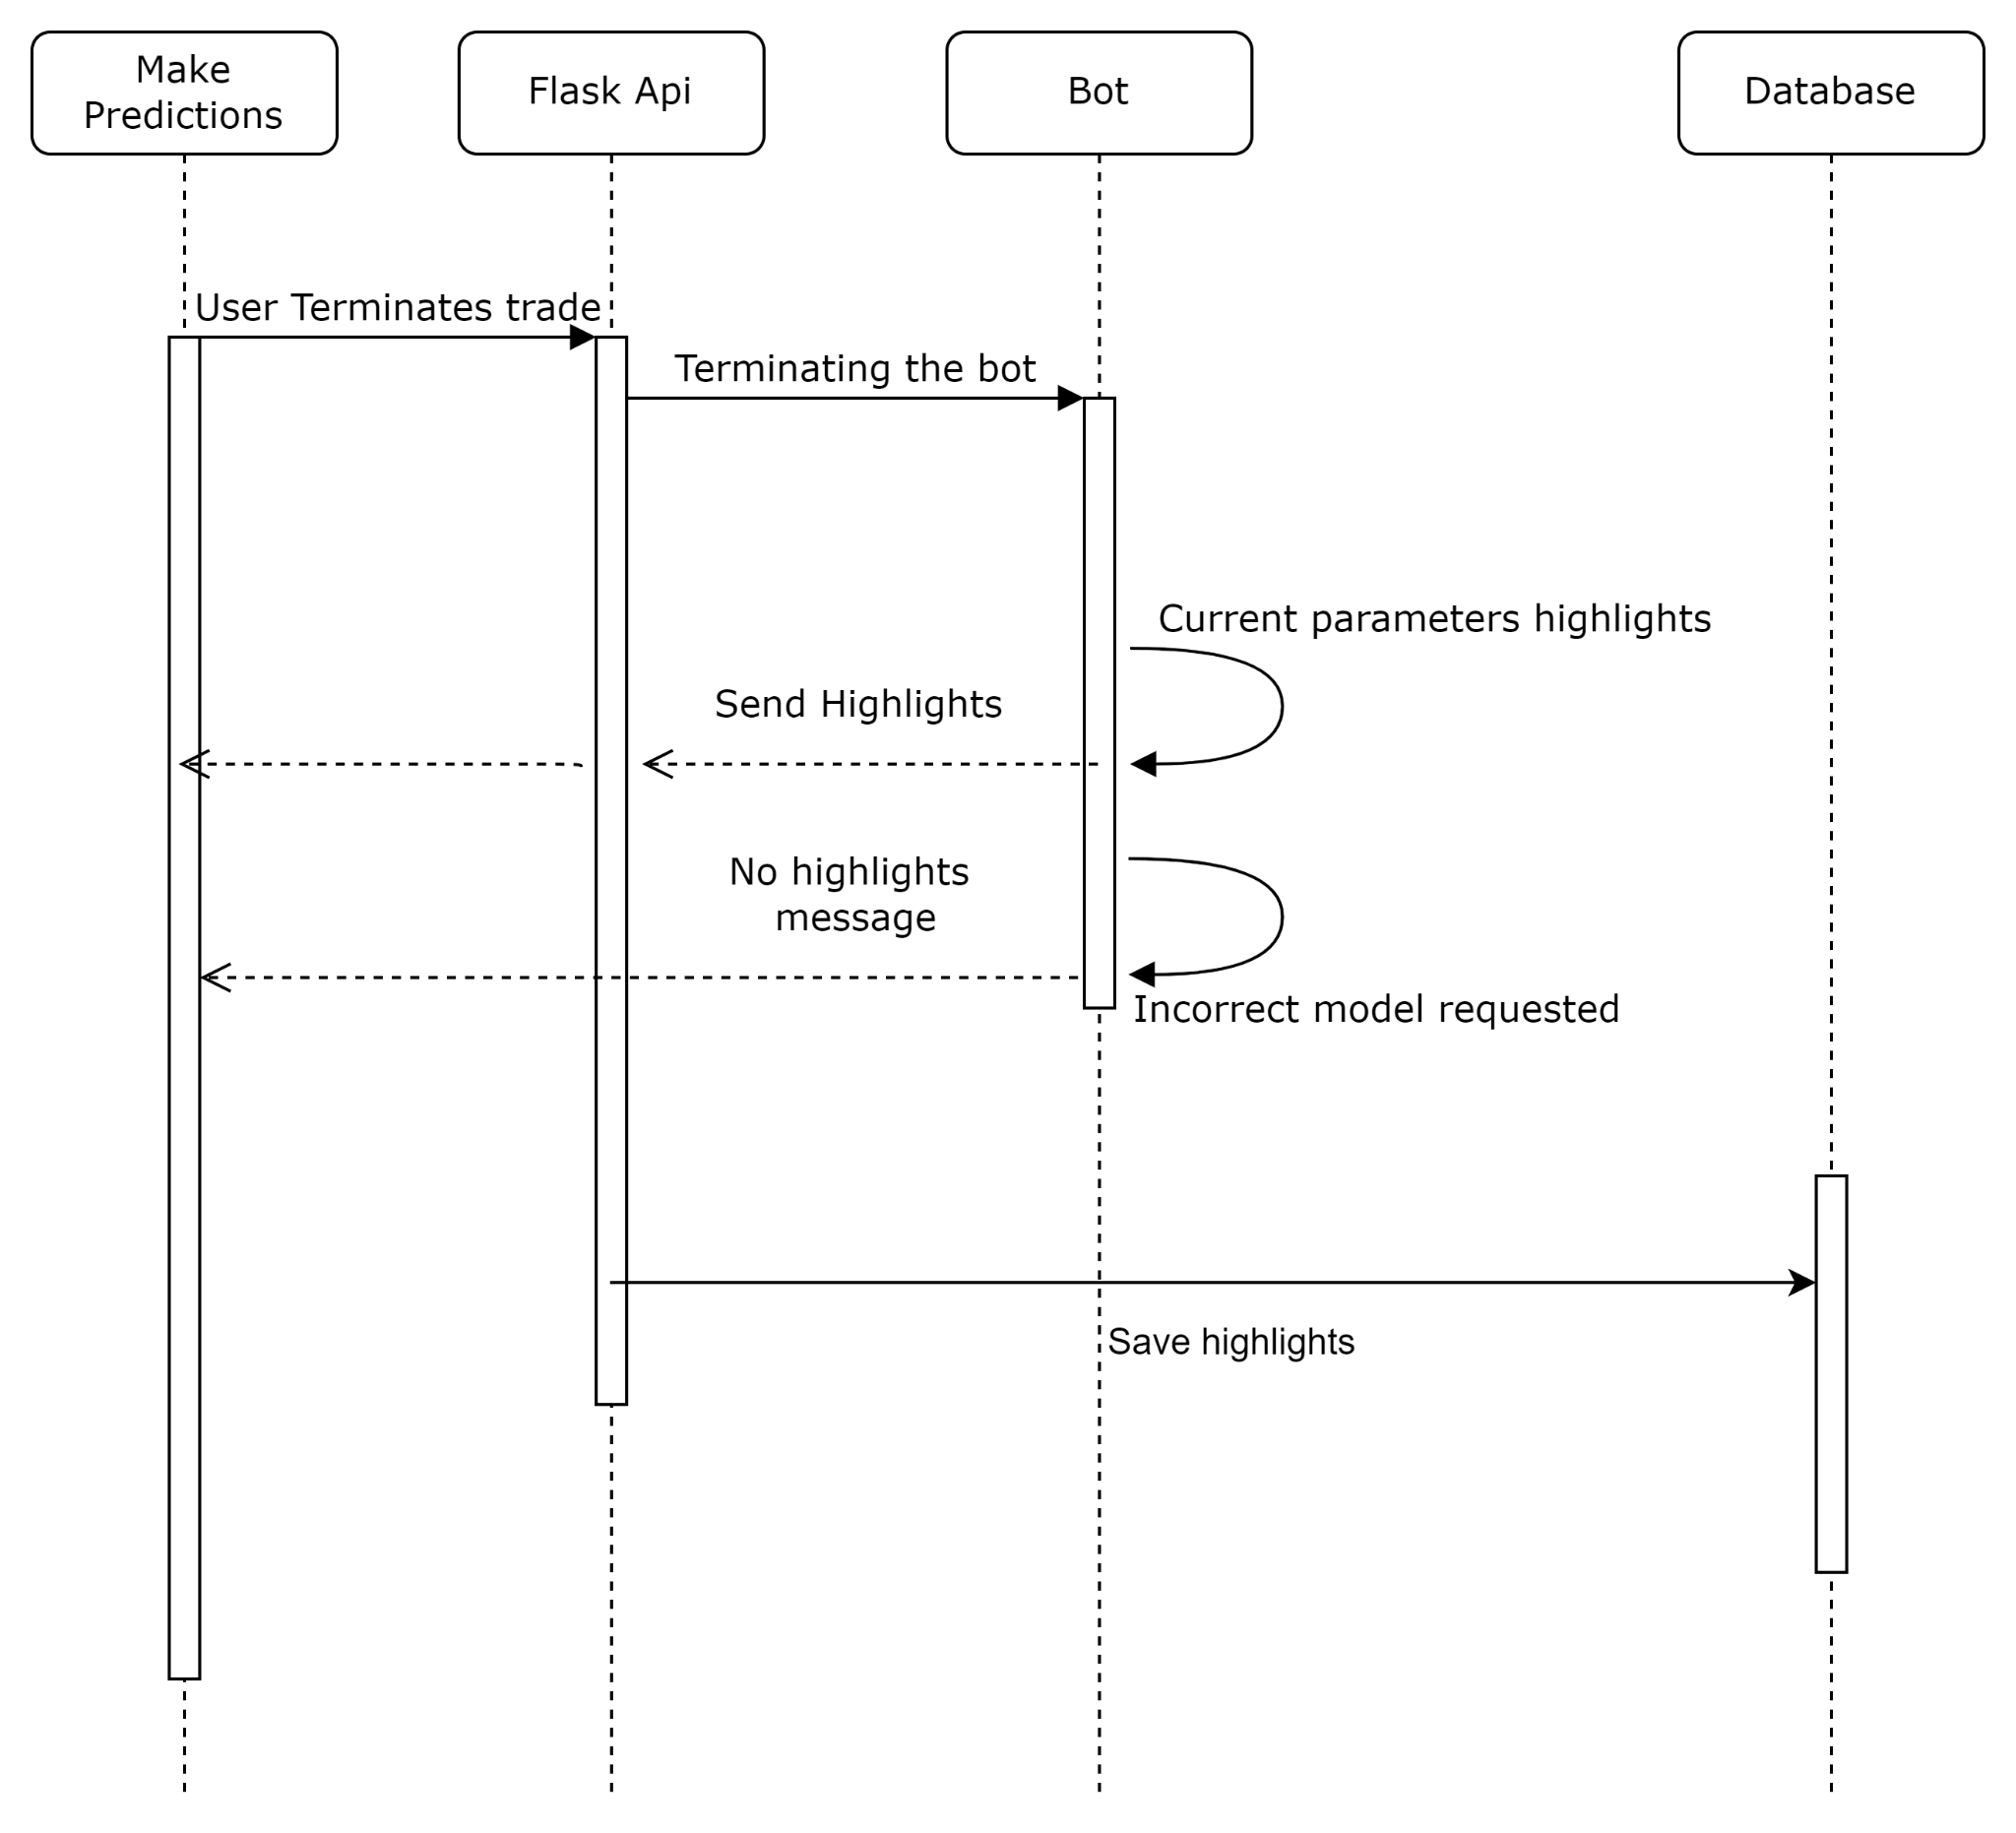 Make
Predictions
Flask Api
Bot
Database
User Terminates trade
Terminating the bot
Current parameters highlights
Send Highlights
No highlights
message
Incorrect model requested
Save highlights